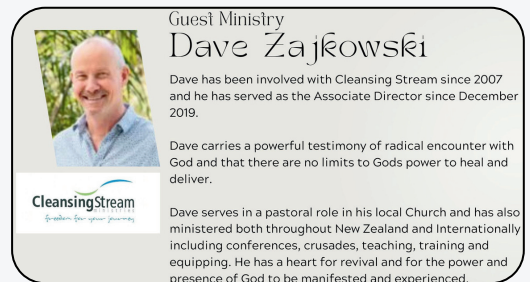 Guest Ministry
Dave Zajkowski
Dave has been involved with Cleansing Stream since 2007
and he has served as the Associate Director since December
2019.
Dave carries a powerful testimony of radical encounter with
God and that there are no limits to Gods power to heal and
deliver.
CleansingStream
MINISTRIES
freedom for your journey
Dave serves in a pastoral role in his local Church and has also
ministered both throughout New Zealand and Internationally
including conferences, crusades, teaching, training and
equipping. He has a heart for revival and for the power and
presence of God to be manifested and experienced.